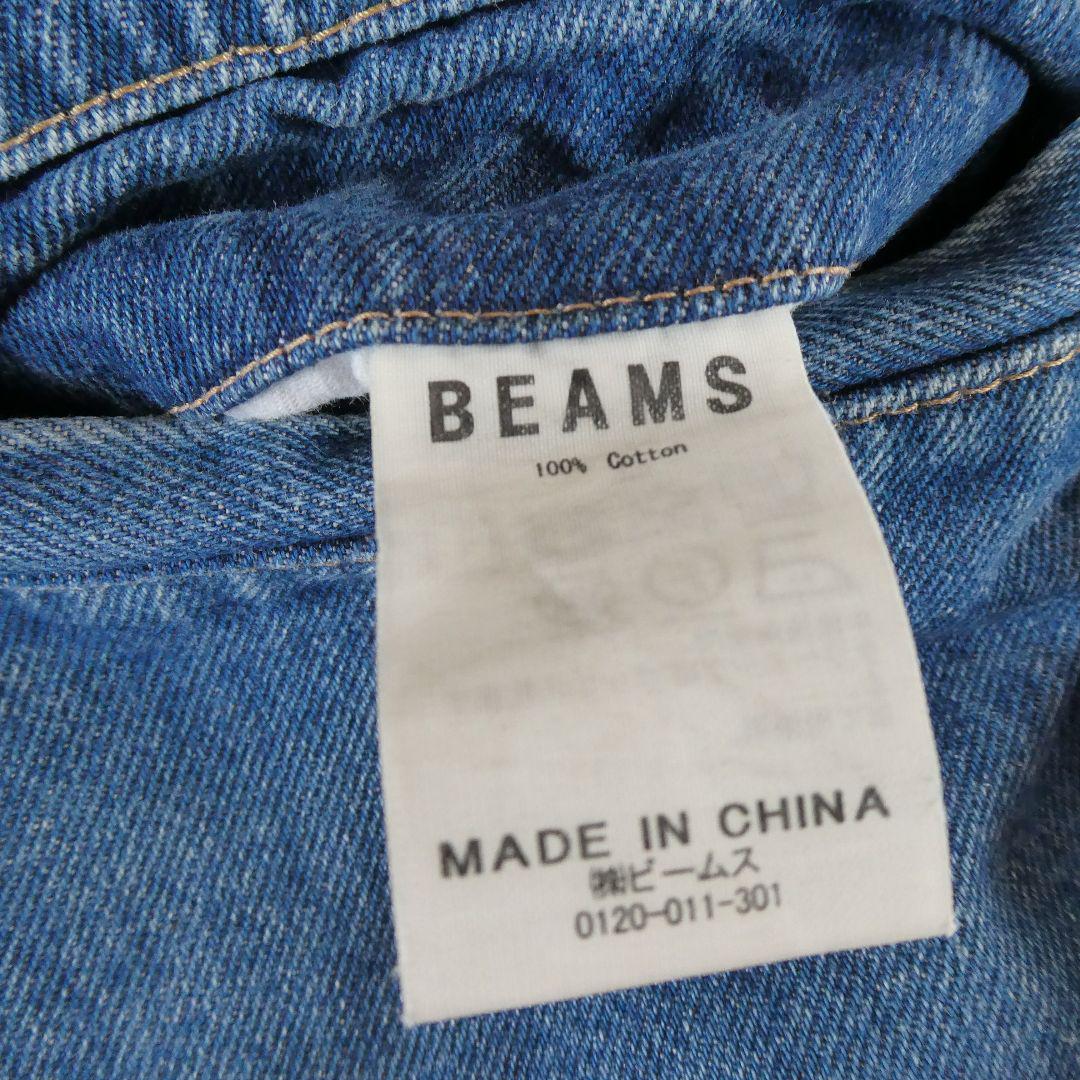 BEAMS
100% Cotton
MADE IN CHINA
㈱ビームス
0120-011-301